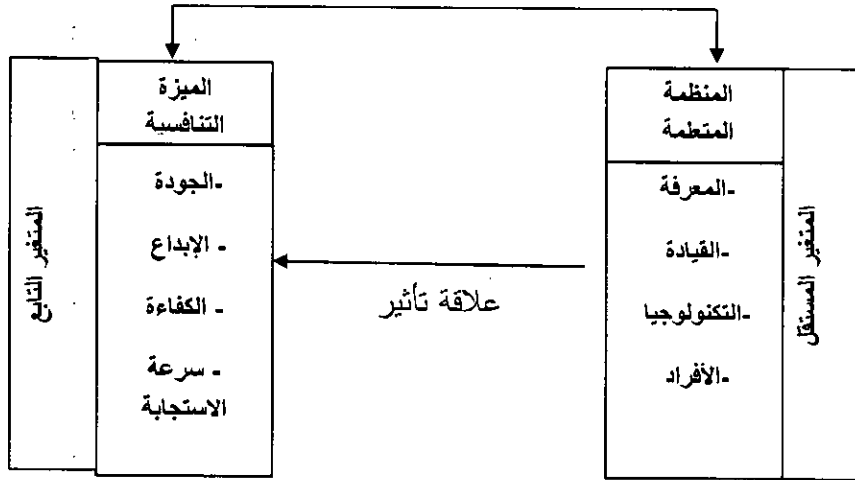 المنظمة
المتعلمة
-المعرفة
-القيادة
-التكنولوجيا
-الأفراد
المتغير المستقل
علاقة تأثير
الميزة
التنافسية
-الجودة
- الإبداع
- الكفاءة
- سرعة
الاستجابة
المتغير التابع